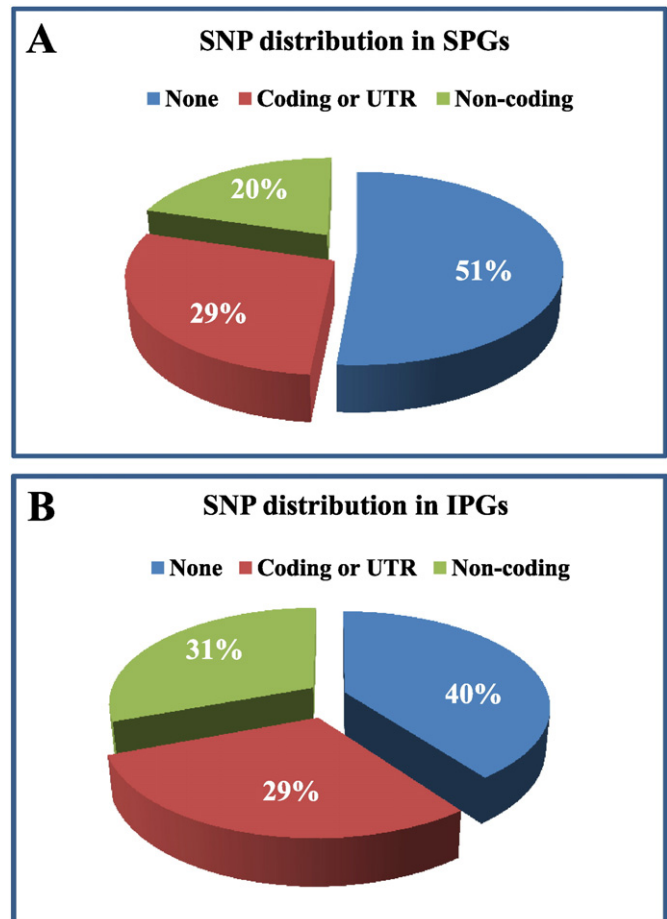 A
SNP distribution in SPGs
None Coding or UTR Non-coding
20%
51%
29%
B
SNP distribution in IPGs
None Coding or UTR Non-coding
31%
40%
29%